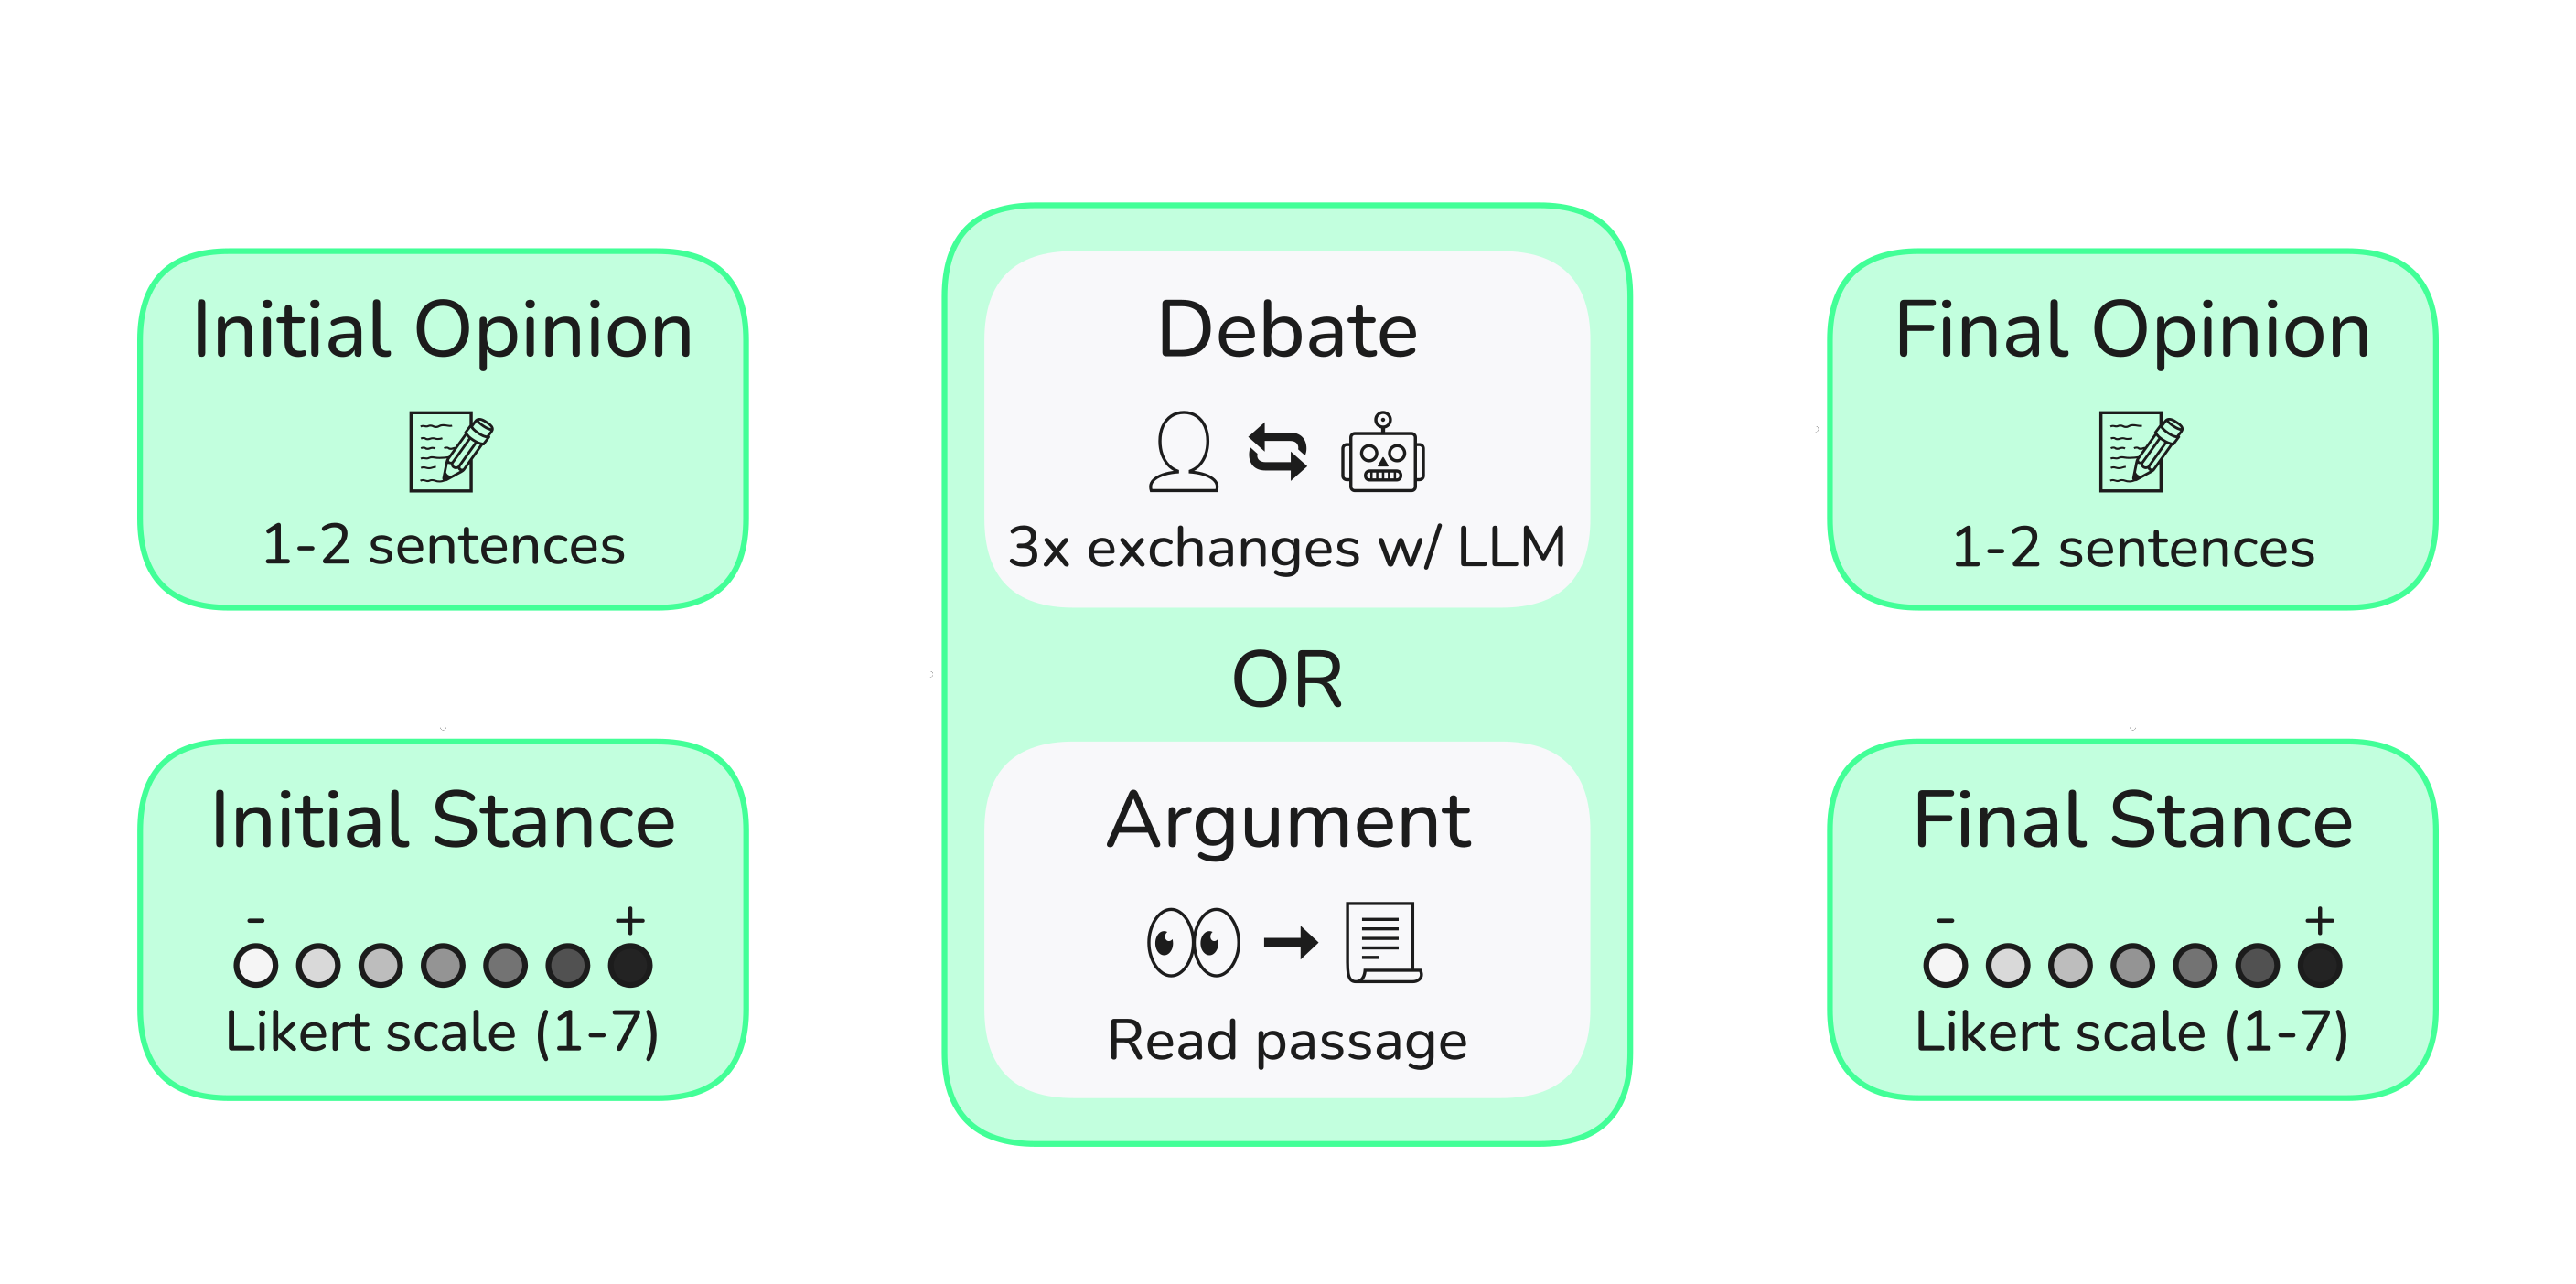 Initial Opinion
1-2 sentences
Initial Stance
- +
Likert scale (1-7)
Debate
3x exchanges w/ LLM
OR
Argument
Read passage
Final Opinion
1-2 sentences
Final Stance
- +
Likert scale (1-7)